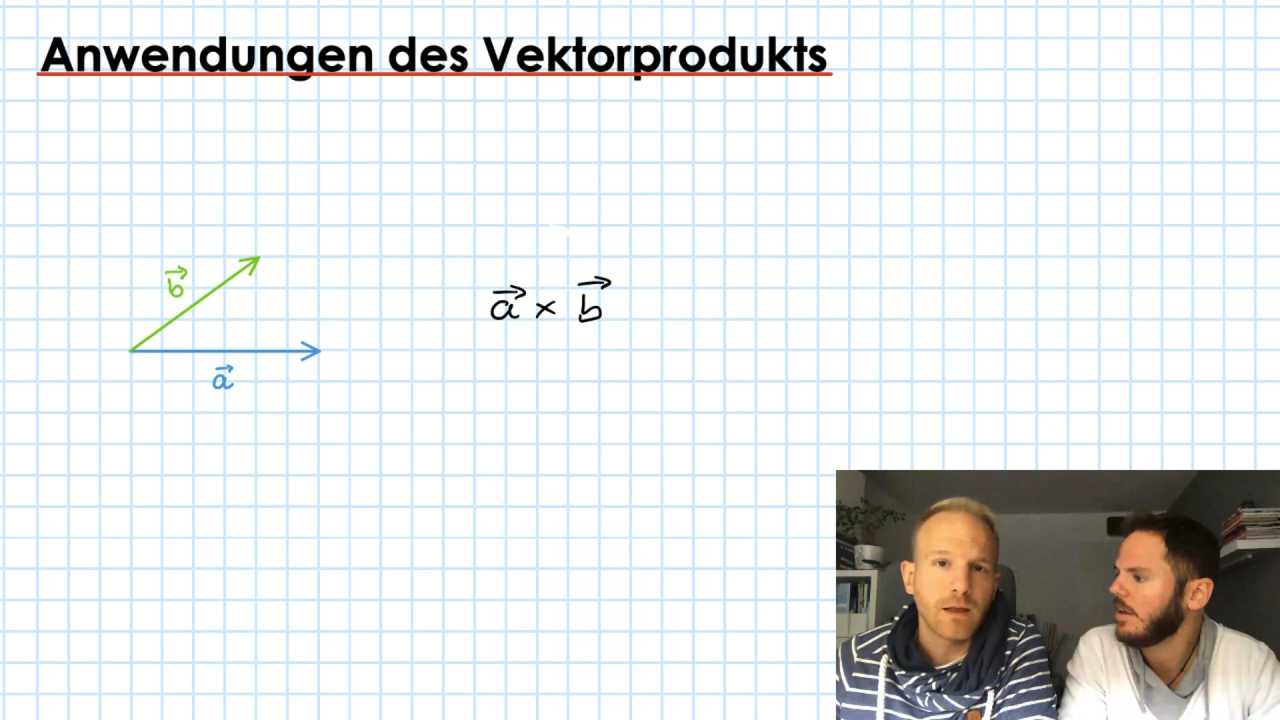 Anwendungen des Vektorprodukts
b⃗
a⃗ × b⃗
a⃗